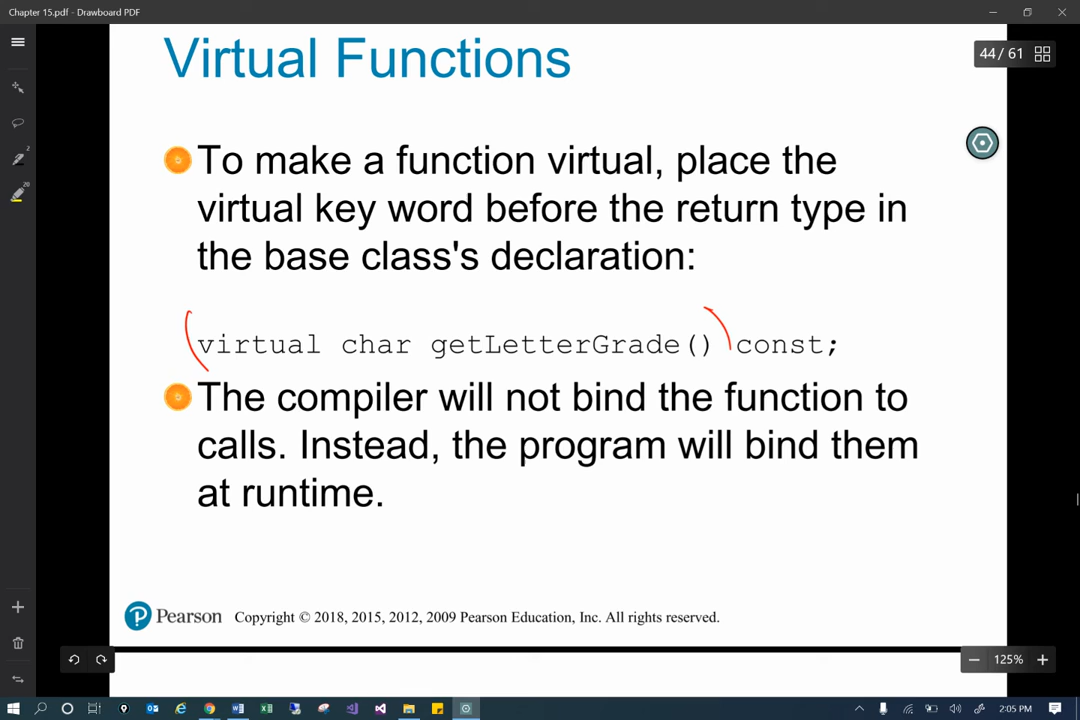 Chapter 15.pdf - Drawboard PDF
Virtual Functions
44 / 61
To make a function virtual, place the
virtual key word before the return type in
the base class's declaration:
virtual char getLetterGrade() const;
The compiler will not bind the function to
calls. Instead, the program will bind them
at runtime.
2
20
P Pearson Copyright © 2018, 2015, 2012, 2009 Pearson Education, Inc. All rights reserved.
125%
2:05 PM